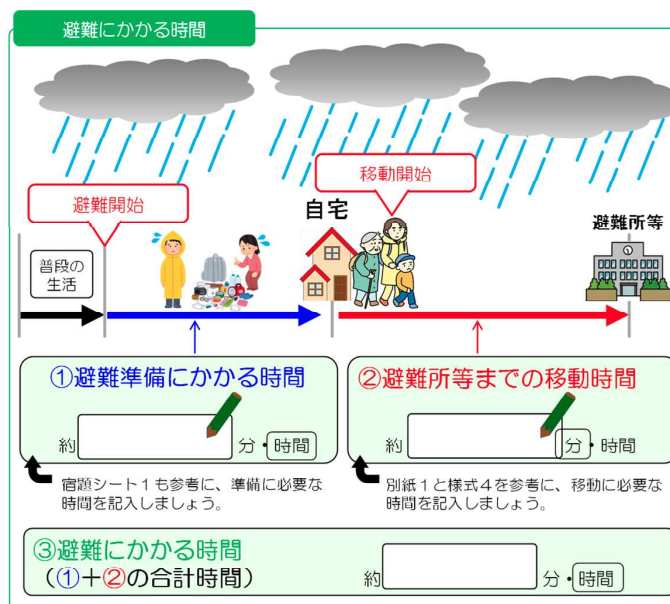 避難にかかる時間
避難開始
移動開始
自宅
避難所等
普段の
生活
①避難準備にかかる時間
約 分・時間
宿題シート１も参考に、準備に必要な
時間を記入しましょう。
②避難所等までの移動時間
約 分・時間
別紙１と様式４を参考に、移動に必要な
時間を記入しましょう。
③避難にかかる時間
（①＋②の合計時間）
約 分・時間